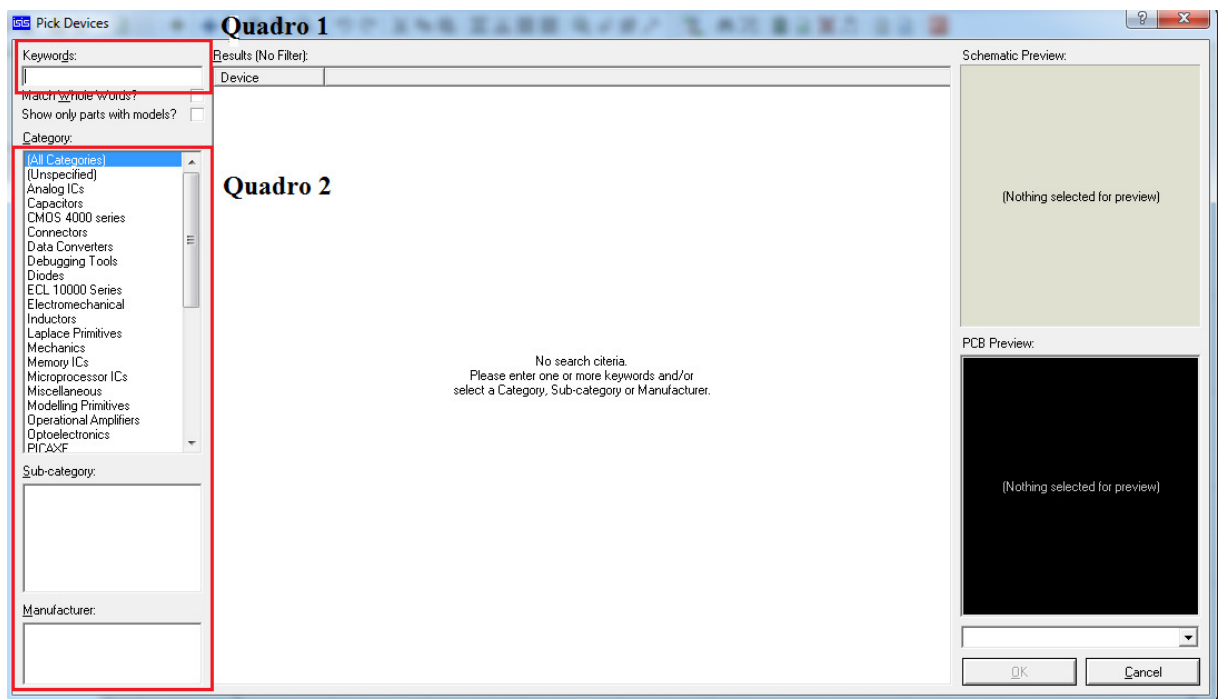 ISIS Pick Devices
Quadro 1
Keywords:
Match Whole Words?
Show only parts with models?
Category:
(All Categories)
(Unspecified)
Analog ICs
Capacitors
CMOS 4000 series
Connectors
Data Converters
Debugging Tools
Diodes
ECL 10000 Series
Electromechanical
Inductors
Laplace Primitives
Mechanics
Memory ICs
Microprocessor ICs
Miscellaneous
Modelling Primitives
Operational Amplifiers
Optoelectronics
PICAXE
Sub-category:
Manufacturer:
Results (No Filter):
Device
Quadro 2
No search citeria.
Please enter one or more keywords and/or
select a Category, Sub-category or Manufacturer.
Schematic Preview:
(Nothing selected for preview)
PCB Preview:
(Nothing selected for preview)
OK
Cancel